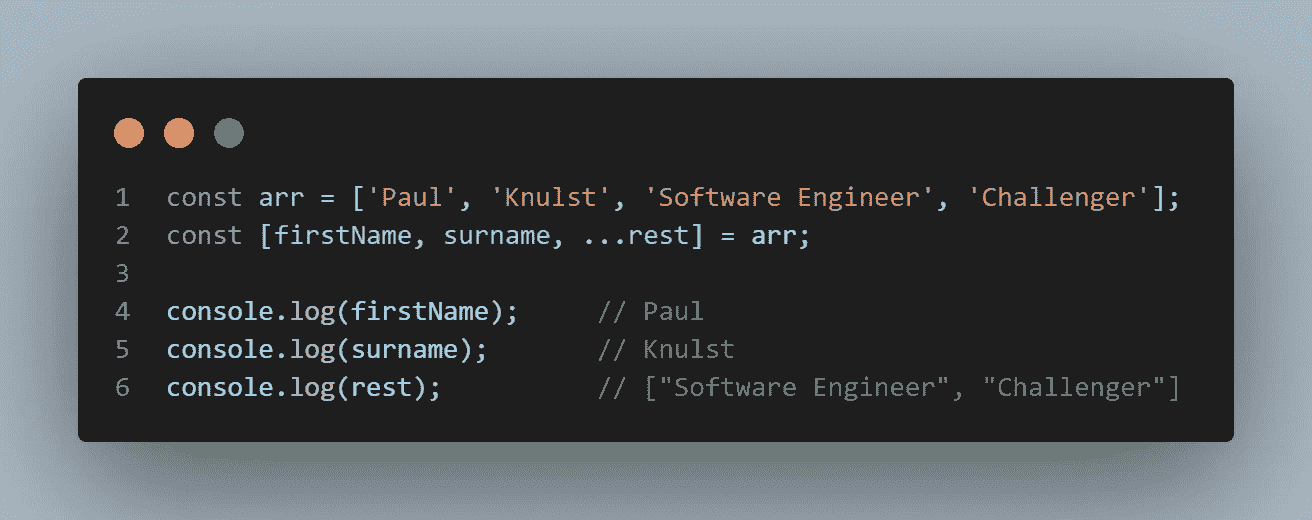 1 const arr = ['Paul', 'Knulst', 'Software Engineer', 'Challenger'];
2 const [firstName, surname, ...rest] = arr;
3
4 console.log(firstName);     // Paul
5 console.log(surname);       // Knulst
6 console.log(rest);          // ["Software Engineer", "Challenger"]